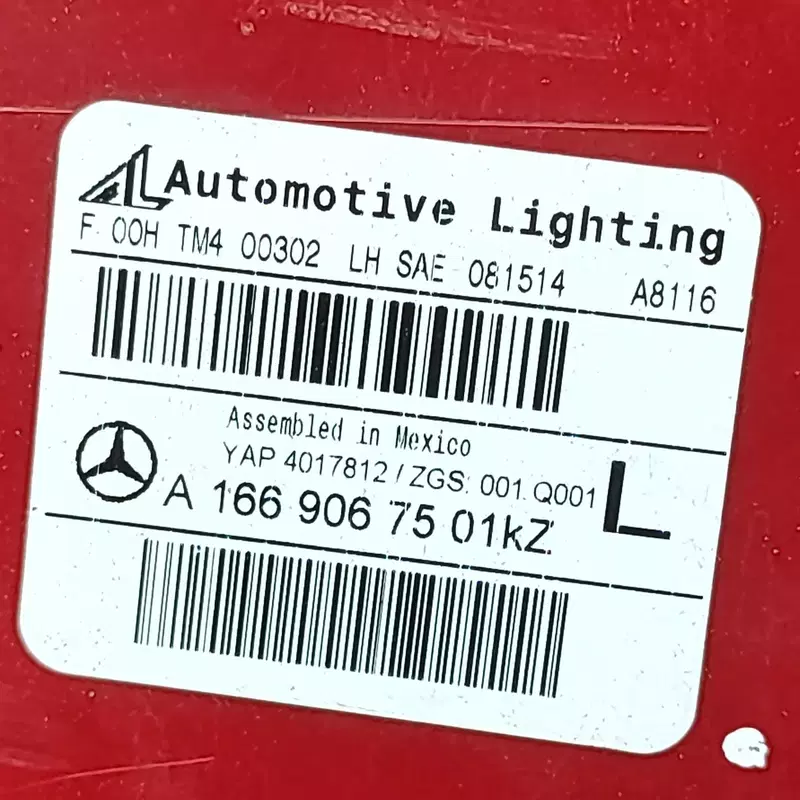 AL Automotive Lighting
F. 00H TM4 00302 LH SAE 081514 A8116
Assembled in Mexico
YAP 4017812/ZGS: 001.Q001
L
A 166 906 75 01kZ